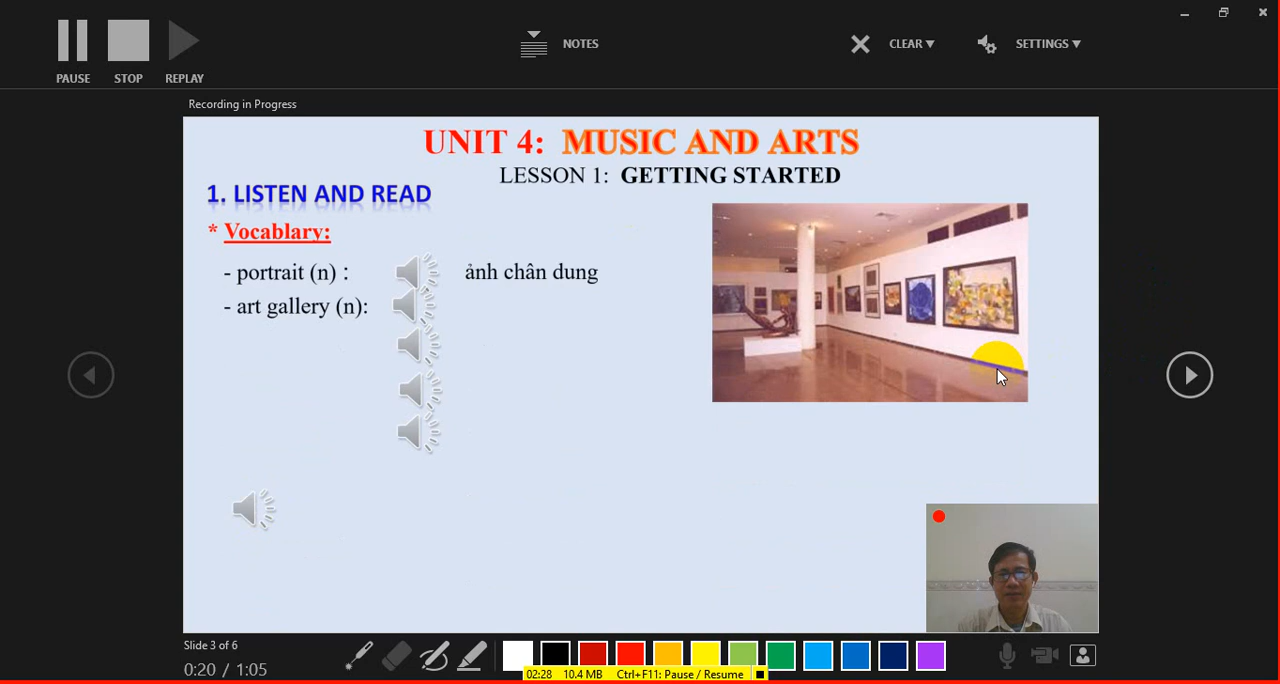 PAUSE STOP REPLAY
NOTES
CLEAR ▼ SETTINGS ▼
Recording in Progress
UNIT 4: MUSIC AND ARTS
LESSON 1: GETTING STARTED
1. LISTEN AND READ
* Vocablary:
- portrait (n) : ảnh chân dung
- art gallery (n):
Slide 3 of 6
0:20 / 1:05
02:28 10.4 MB Ctrl+F11: Pause / Resume